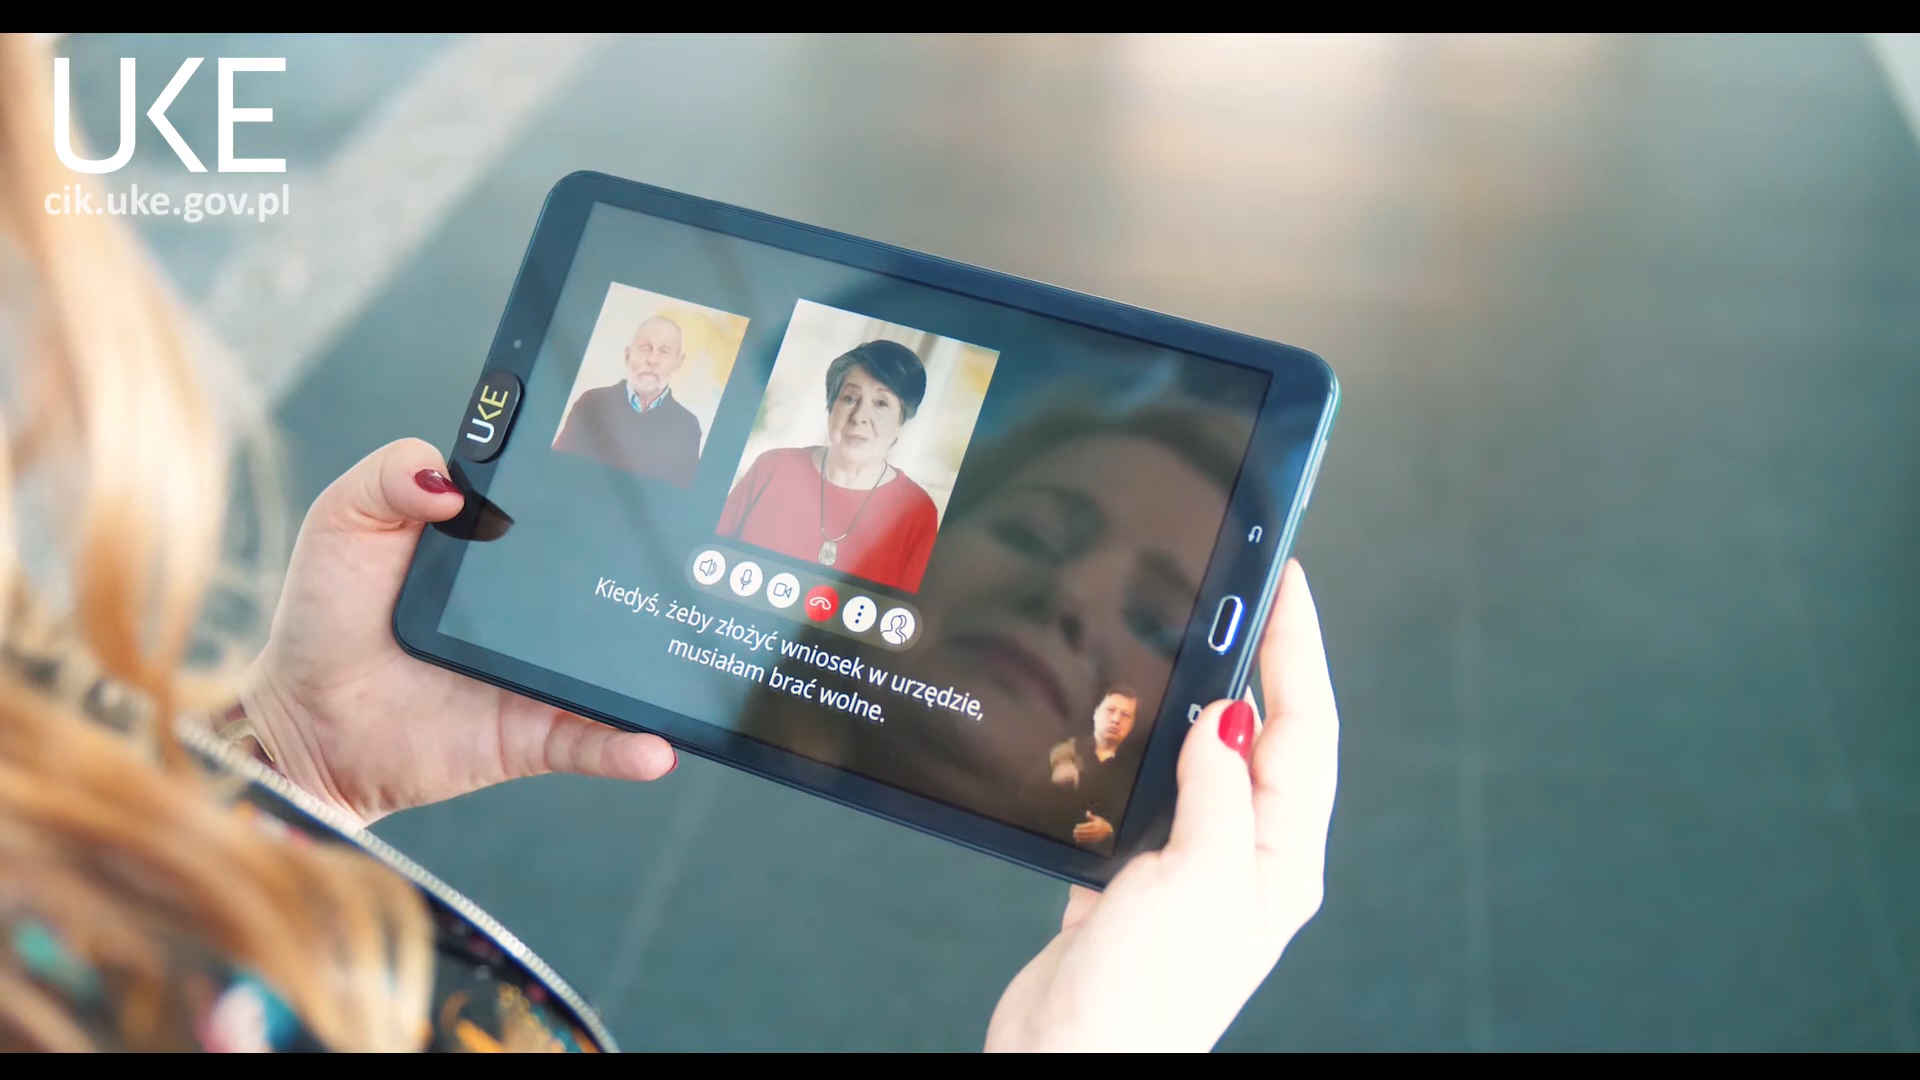 UKE
cik.uke.gov.pl
UKE
Kiedyś, żeby złożyć wniosek w urzędzie,
musiałam brać wolne.